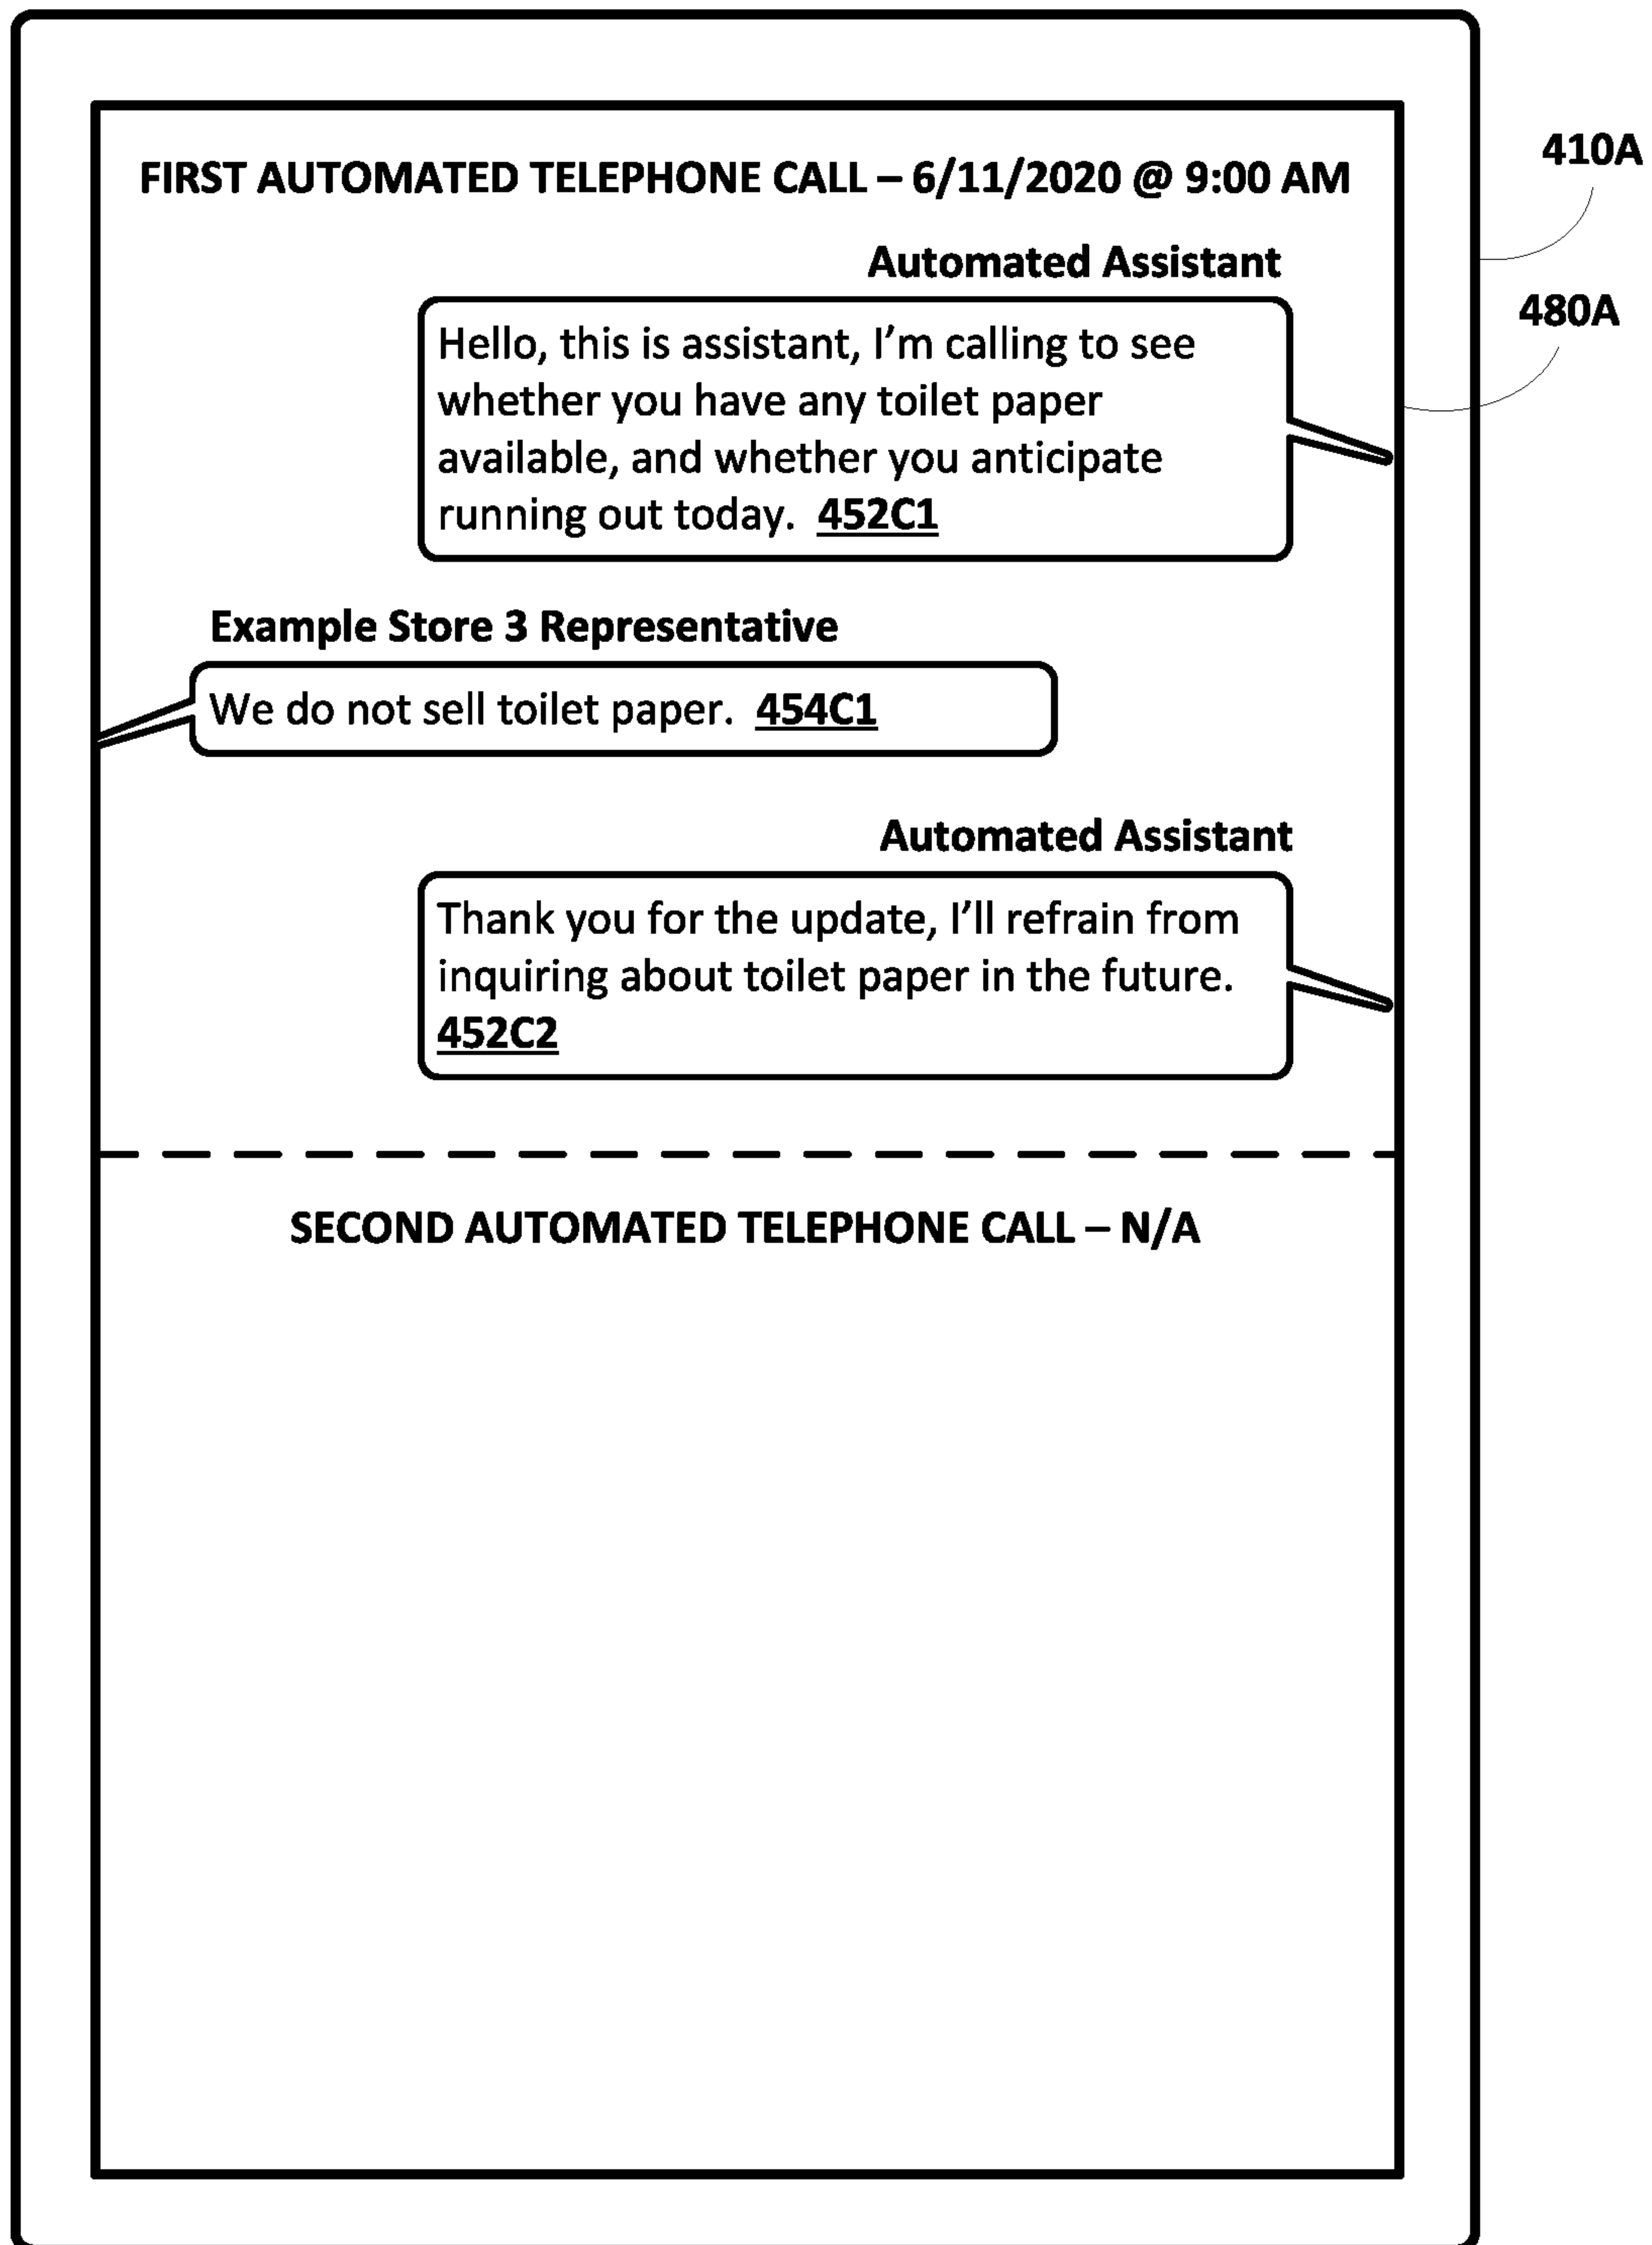 FIRST AUTOMATED TELEPHONE CALL – 6/11/2020 @ 9:00 AM
410A
Automated Assistant
480A
Hello, this is assistant, I'm calling to see
whether you have any toilet paper
available, and whether you anticipate
running out today. 452C1
Example Store 3 Representative
We do not sell toilet paper. 454C1
Automated Assistant
Thank you for the update, I'll refrain from
inquiring about toilet paper in the future.
452C2
SECOND AUTOMATED TELEPHONE CALL – N/A